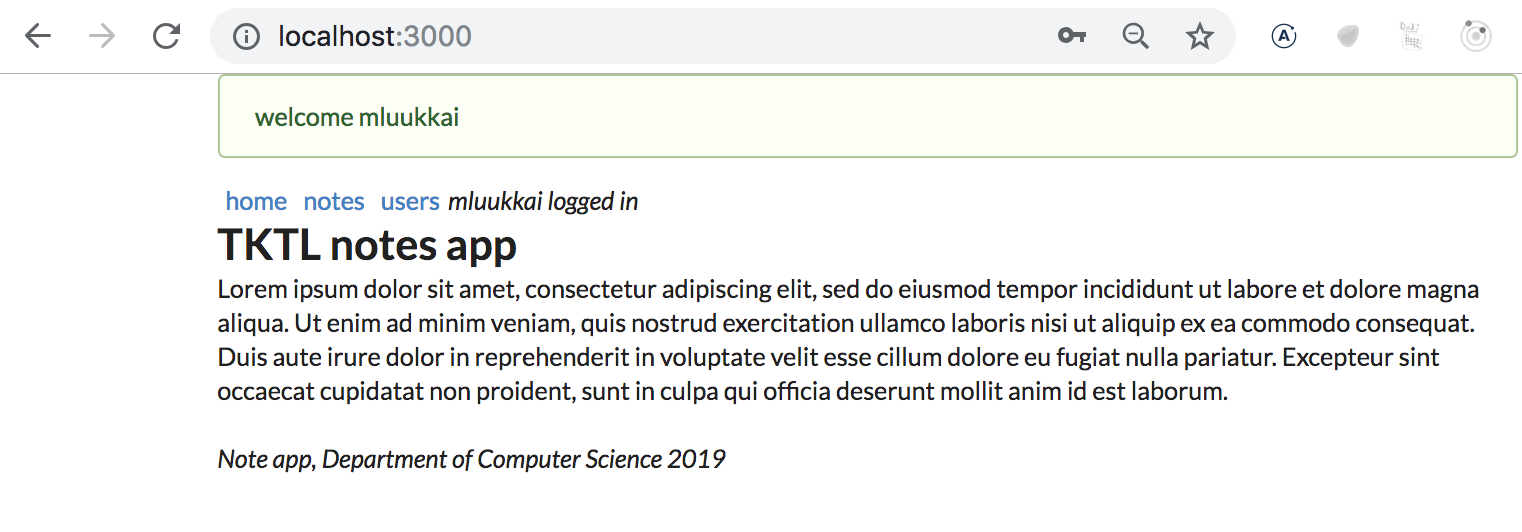 localhost:3000
A
welcome mluukkai
home notes users mluukkai logged in
TKTL notes app
Lorem ipsum dolor sit amet, consectetur adipiscing elit, sed do eiusmod tempor incididunt ut labore et dolore magna
aliqua. Ut enim ad minim veniam, quis nostrud exercitation ullamco laboris nisi ut aliquip ex ea commodo consequat.
Duis aute irure dolor in reprehenderit in voluptate velit esse cillum dolore eu fugiat nulla pariatur. Excepteur sint
occaecat cupidatat non proident, sunt in culpa qui officia deserunt mollit anim id est laborum.
Note app, Department of Computer Science 2019